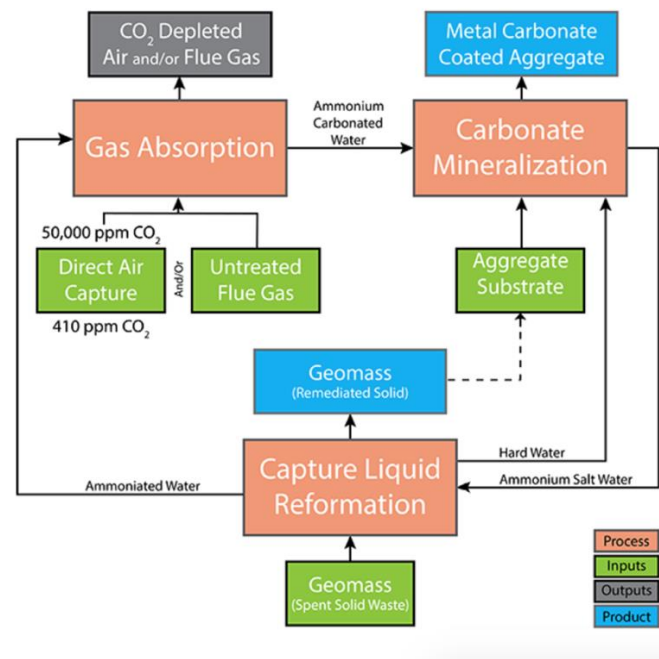 CO2 Depleted
Air and/or Flue Gas
Metal Carbonate
Coated Aggregate
Gas Absorption
Ammonium
Carbonated
Water
Carbonate
Mineralization
50,000 ppm CO2
Direct Air
Capture
And/Or
Untreated
Flue Gas
Aggregate
Substrate
410 ppm CO2
Geomass
(Remediated Solid)
Capture Liquid
Reformation
Hard Water
Ammonium Salt Water
Ammoniated Water
Geomass
(Spent Solid Waste)
Process
Inputs
Outputs
Product